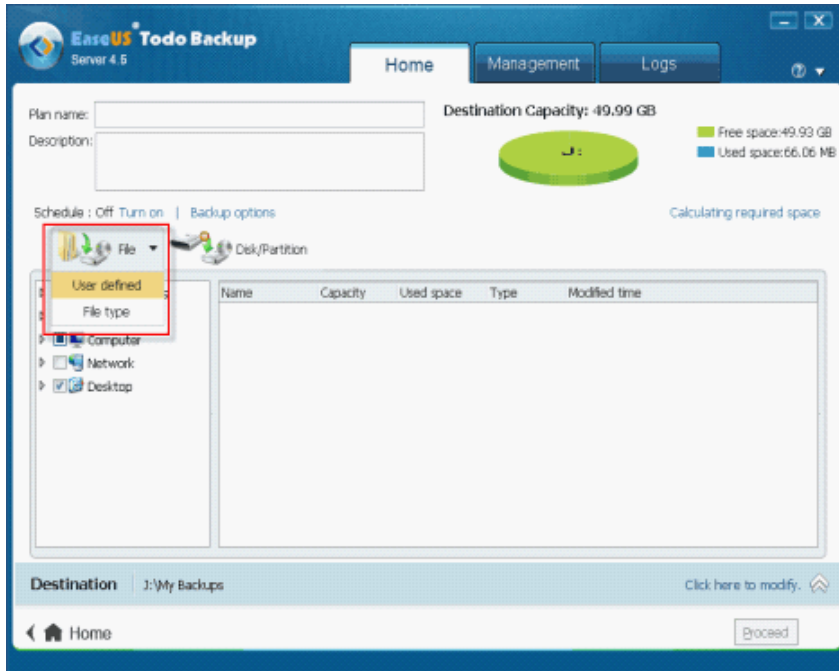 EaseUS Todo Backup
Server 4.5
Home Management Logs
Plan name:
Destination Capacity: 49.99 GB
Description:
J:
Free space:49.93 GB
Used space:66.06 MB
Schedule : Off Turn on | Backup options
Calculating required space
File Disk/Partition
User defined
File type
Name Capacity Used space Type Modified time
Computer
Network
Desktop
Destination J:\My Backups Click here to modify.
Home Proceed